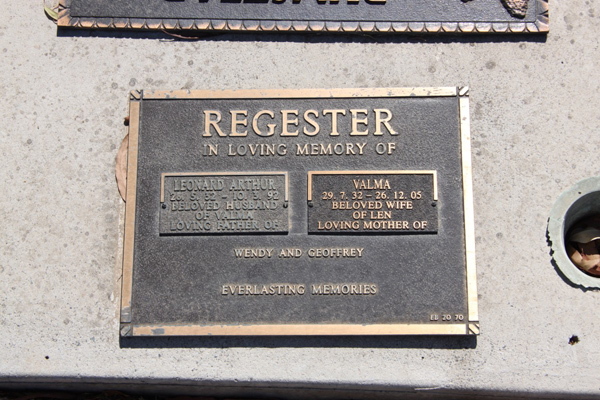 REGESTER
IN LOVING MEMORY OF
LEONARD ARTHUR
92
BELOVED HUSBAND
OF VALMA
LOVING FATHER OF
VALMA
29. 7. 32 – 26. 12. 05
BELOVED WIFE
OF LEN
LOVING MOTHER OF
WENDY AND GEOFFREY
EVERLASTING MEMORIES
EB 20 70